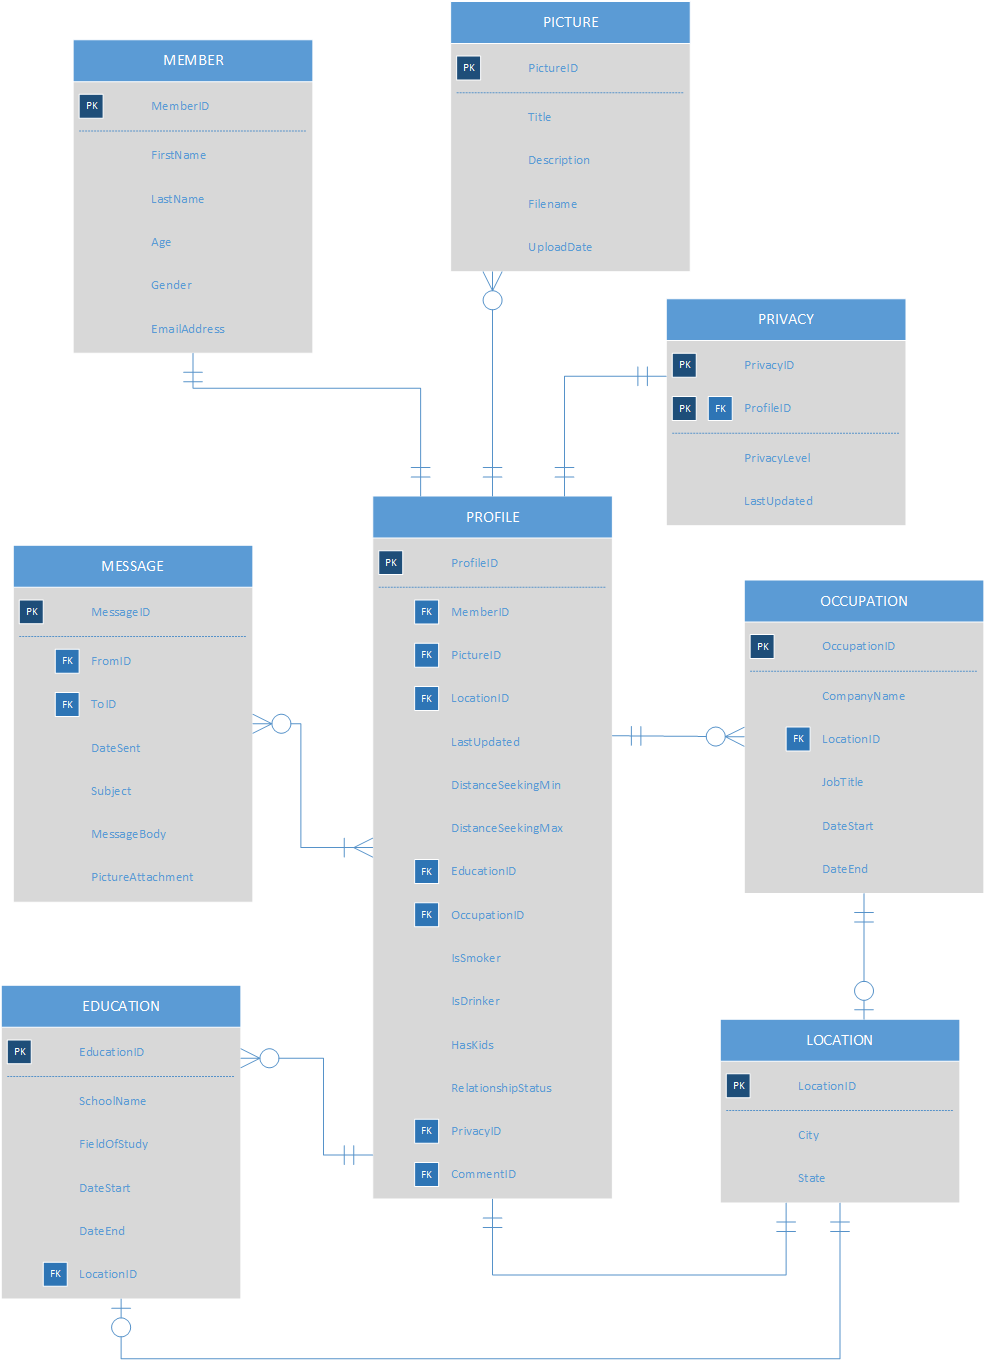 PICTURE
PK PictureID
Title
Description
Filename
UploadDate
MEMBER
PK MemberID
FirstName
LastName
Age
Gender
EmailAddress
PRIVACY
PK PrivacyID
PK FK ProfileID
PrivacyLevel
LastUpdated
PROFILE
PK ProfileID
FK MemberID
FK PictureID
FK LocationID
LastUpdated
DistanceSeekingMin
DistanceSeekingMax
FK EducationID
FK OccupationID
IsSmoker
IsDrinker
HasKids
RelationshipStatus
FK PrivacyID
FK CommentID
MESSAGE
PK MessageID
FK FromID
FK ToID
DateSent
Subject
MessageBody
PictureAttachment
OCCUPATION
PK OccupationID
CompanyName
FK LocationID
JobTitle
DateStart
DateEnd
EDUCATION
PK EducationID
SchoolName
FieldOfStudy
DateStart
DateEnd
FK LocationID
LOCATION
PK LocationID
City
State